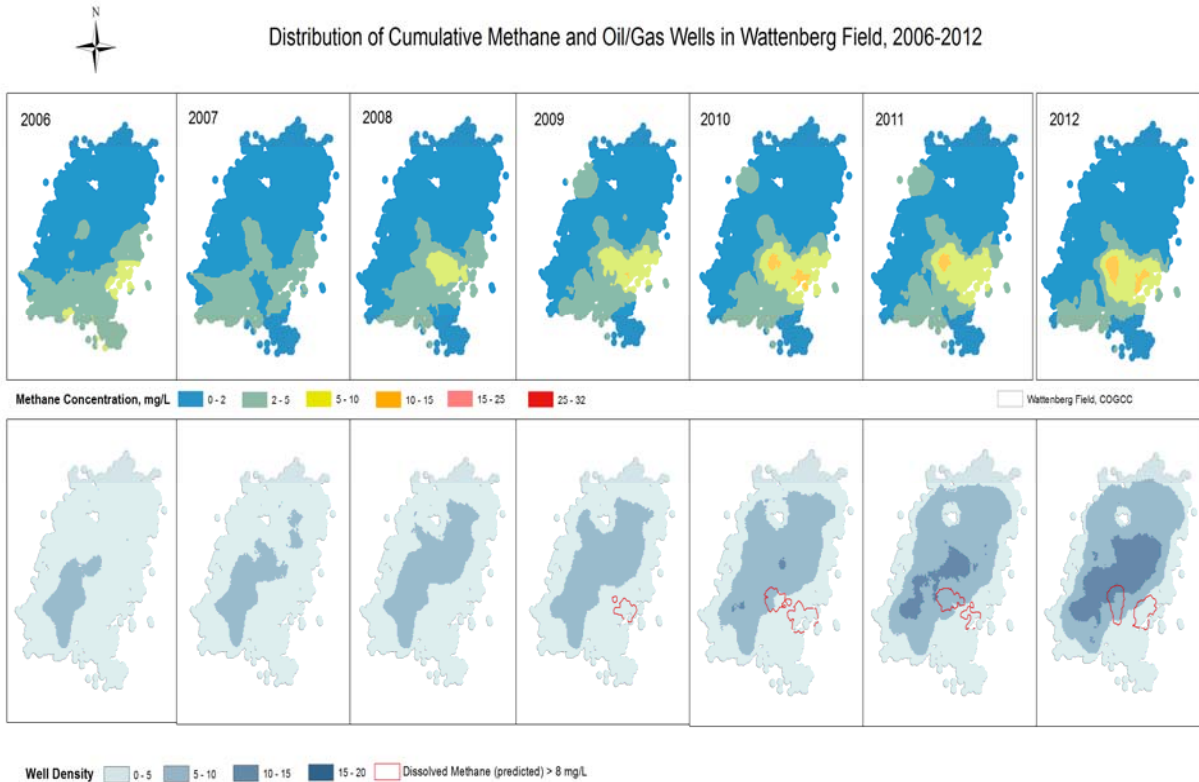 N
Distribution of Cumulative Methane and Oil/Gas Wells in Wattenberg Field, 2006-2012
2006 2007 2008 2009 2010 2011 2012
Methane Concentration, mg/L 0 - 2 2 - 5 5 - 10 10 - 15 15 - 25 25 - 32 Wattenberg Field, COGCC
Well Density 0 - 5 5 - 10 10 - 15 15 - 20 Dissolved Methane (predicted) > 8 mg/L